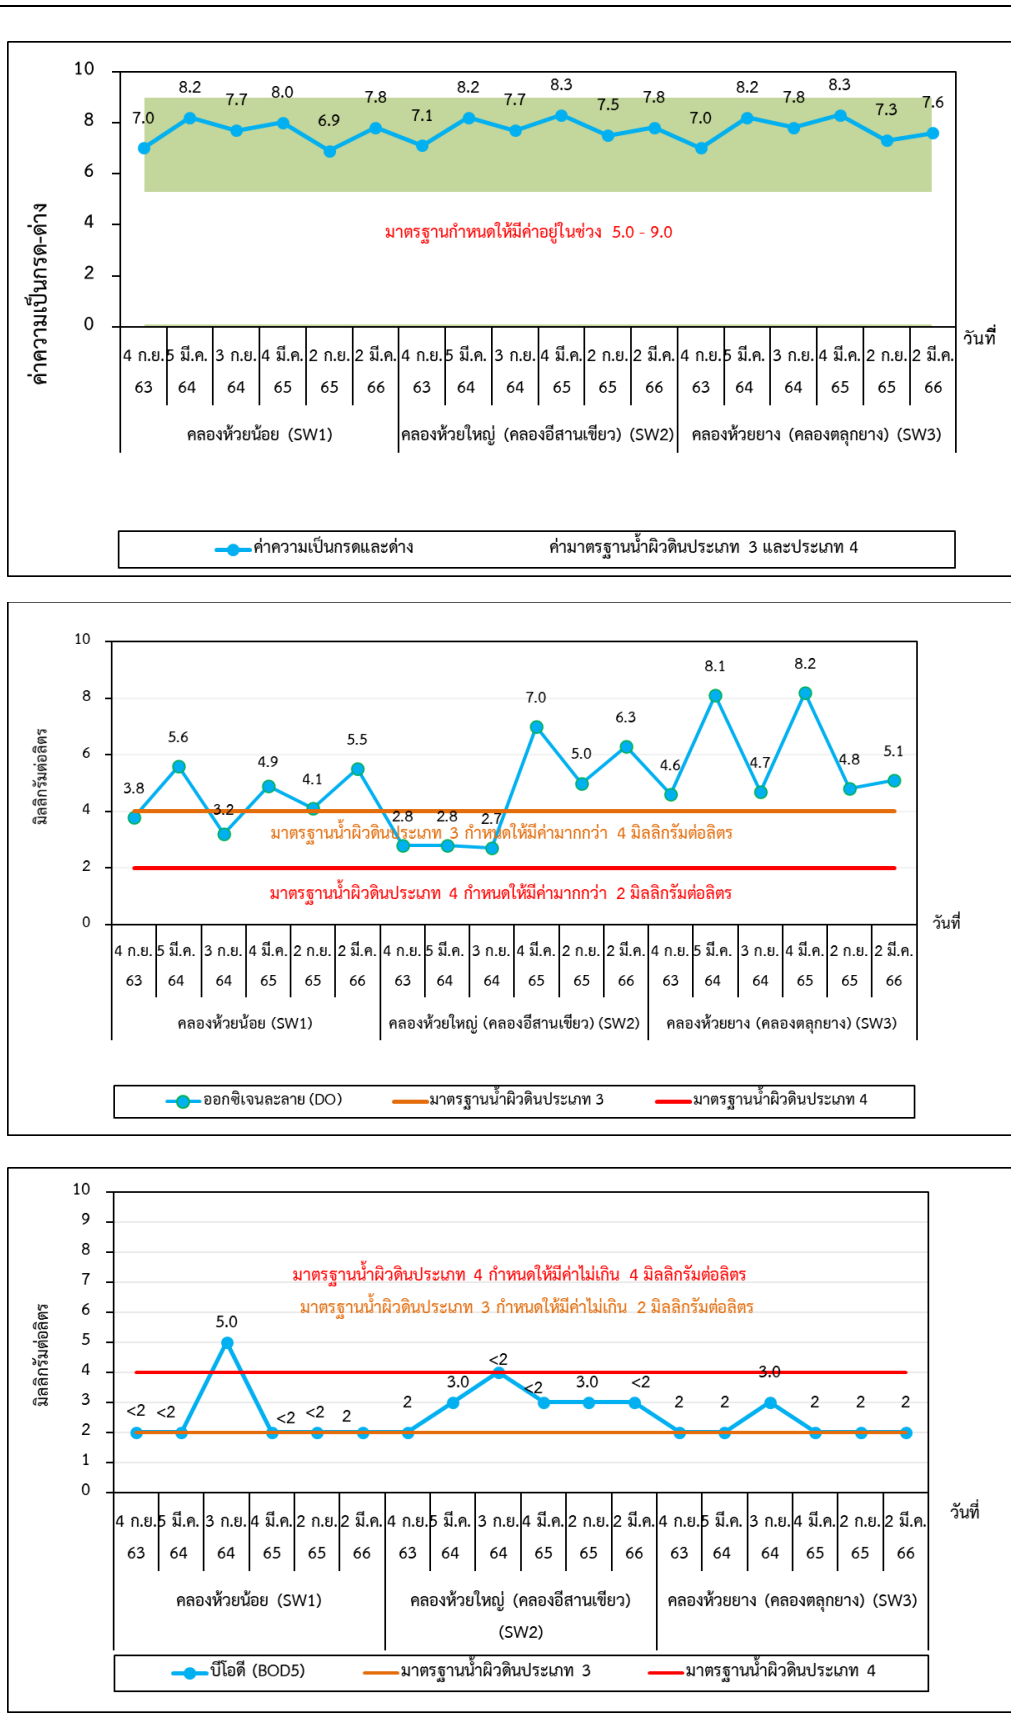 10
8
6
4
2
0
ค่าความเป็นกรด-ด่าง
7.0 8.2 7.7 8.0 6.9 7.8 7.1 8.2 7.7 8.3 7.5 7.8 7.0 8.2 7.8 8.3 7.3 7.6
มาตรฐานกำหนดให้มีค่าอยู่ในช่วง 5.0 - 9.0
วันที่
4 ก.ย. 5 มี.ค. 3 ก.ย. 4 มี.ค. 2 ก.ย. 2 มี.ค. 4 ก.ย. 5 มี.ค. 3 ก.ย. 4 มี.ค. 2 ก.ย. 2 มี.ค. 4 ก.ย. 5 มี.ค. 3 ก.ย. 4 มี.ค. 2 ก.ย. 2 มี.ค.
63 64 64 65 65 66 63 64 64 65 65 66 63 64 64 65 65 66
คลองห้วยน้อย (SW1) คลองห้วยใหญ่ (คลองอีสานเขียว) (SW2) คลองห้วยยาง (คลองตลุกยาง) (SW3)
ค่าความเป็นกรดและด่าง ค่ามาตรฐานน้ำผิวดินประเภท 3 และประเภท 4
10
8
6
4
2
0
มิลลิกรัมต่อลิตร
3.8 5.6 3.2 4.9 4.1 5.5 2.8 2.8 2.7 7.0 5.0 6.3 4.6 8.1 4.7 8.2 4.8 5.1
มาตรฐานน้ำผิวดินประเภท 3 กำหนดให้มีค่ามากกว่า 4 มิลลิกรัมต่อลิตร
มาตรฐานน้ำผิวดินประเภท 4 กำหนดให้มีค่ามากกว่า 2 มิลลิกรัมต่อลิตร
วันที่
4 ก.ย. 5 มี.ค. 3 ก.ย. 4 มี.ค. 2 ก.ย. 2 มี.ค. 4 ก.ย. 5 มี.ค. 3 ก.ย. 4 มี.ค. 2 ก.ย. 2 มี.ค. 4 ก.ย. 5 มี.ค. 3 ก.ย. 4 มี.ค. 2 ก.ย. 2 มี.ค.
63 64 64 65 65 66 63 64 64 65 65 66 63 64 64 65 65 66
คลองห้วยน้อย (SW1) คลองห้วยใหญ่ (คลองอีสานเขียว) (SW2) คลองห้วยยาง (คลองตลุกยาง) (SW3)
ออกซิเจนละลาย (DO) มาตรฐานน้ำผิวดินประเภท 3 มาตรฐานน้ำผิวดินประเภท 4
10
9
8
7
6
5
4
3
2
1
0
มิลลิกรัมต่อลิตร
มาตรฐานน้ำผิวดินประเภท 4 กำหนดให้มีค่าไม่เกิน 4 มิลลิกรัมต่อลิตร
มาตรฐานน้ำผิวดินประเภท 3 กำหนดให้มีค่าไม่เกิน 2 มิลลิกรัมต่อลิตร
<2 <2 5.0 <2 <2 2 2 3.0 <2 <2 3.0 <2 2 2 3.0 2 2 2
วันที่
4 ก.ย. 5 มี.ค. 3 ก.ย. 4 มี.ค. 2 ก.ย. 2 มี.ค. 4 ก.ย. 5 มี.ค. 3 ก.ย. 4 มี.ค. 2 ก.ย. 2 มี.ค. 4 ก.ย. 5 มี.ค. 3 ก.ย. 4 มี.ค. 2 ก.ย. 2 มี.ค.
63 64 64 65 65 66 63 64 64 65 65 66 63 64 64 65 65 66
คลองห้วยน้อย (SW1) คลองห้วยใหญ่ (คลองอีสานเขียว) คลองห้วยยาง (คลองตลุกยาง) (SW3)
(SW2)
บีโอดี (BOD5) มาตรฐานน้ำผิวดินประเภท 3 มาตรฐานน้ำผิวดินประเภท 4